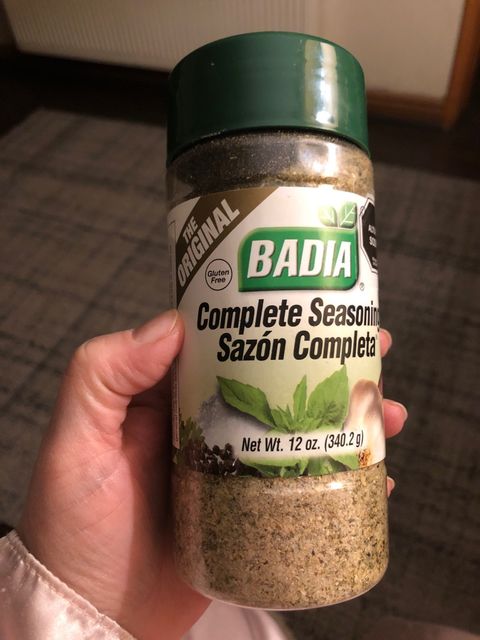 THE
ORIGINAL
Gluten
Free
BADIA
®
Complete Seasoning
Sazón Completa
Net Wt. 12 oz. (340.2 g)